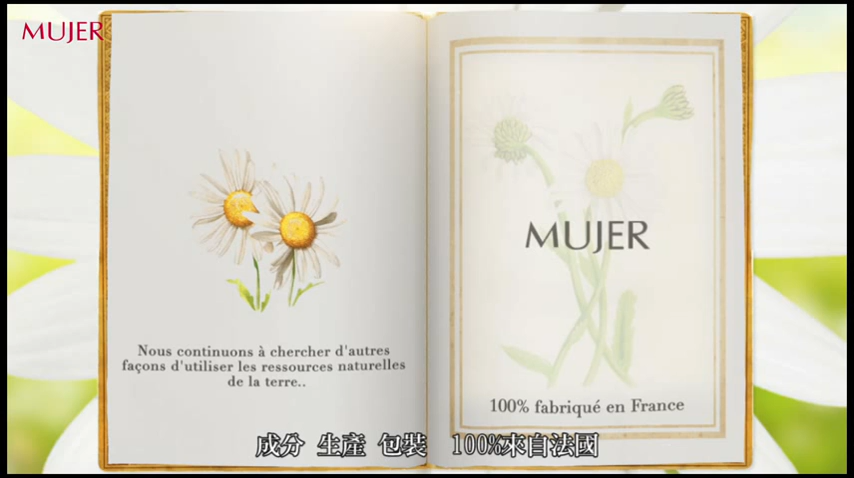 MUJER
Nous continuons à chercher d'autres
façons d'utiliser les ressources naturelles
de la terre..
MUJER
100% fabriqué en France
成分 生產 包裝 100%來自法國